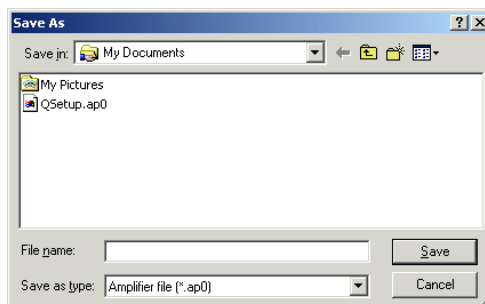 Save As
Save in: My Documents
My Pictures
QSetup.ap0
File name: Save
Save as type: Amplifier file (*.ap0) Cancel